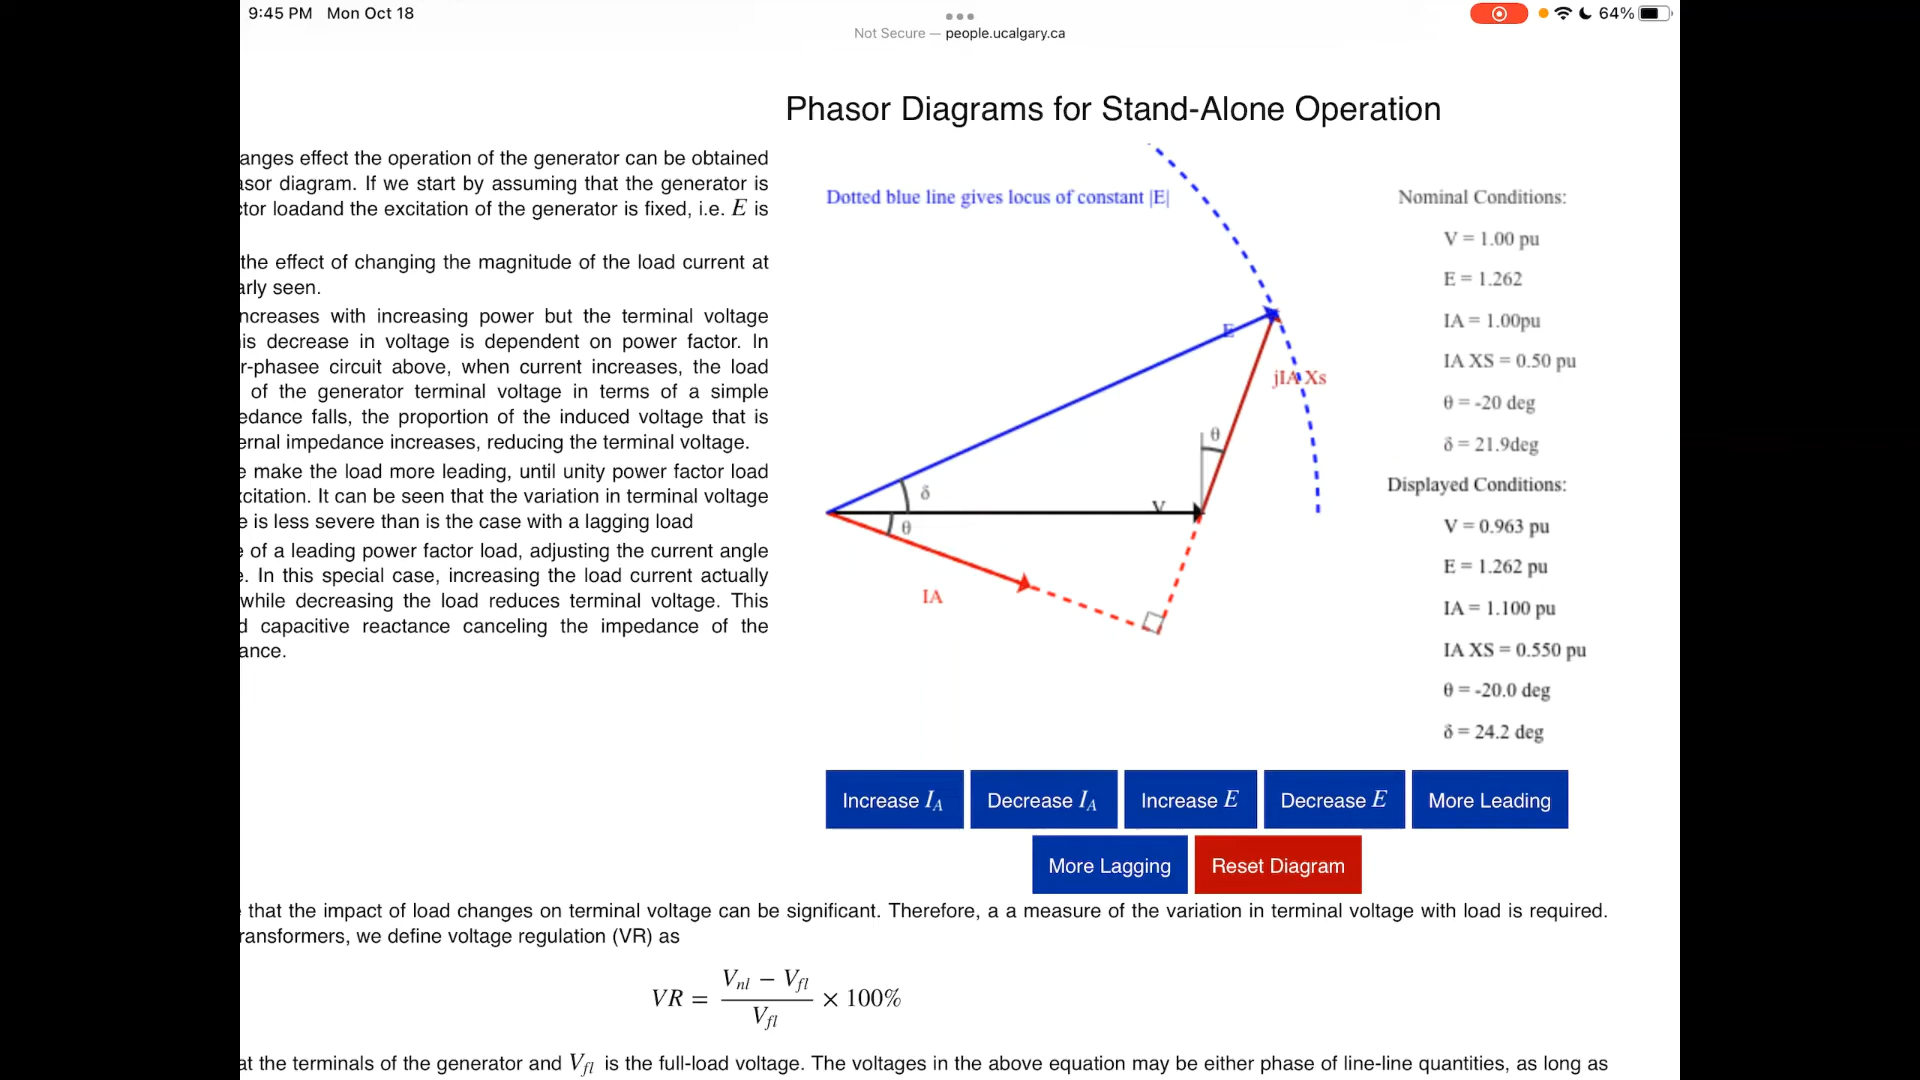 9:45 PM Mon Oct 18
64%
Not Secure — people.ucalgary.ca
Phasor Diagrams for Stand-Alone Operation
anges effect the operation of the generator can be obtained
asor diagram. If we start by assuming that the generator is
ctor loadand the excitation of the generator is fixed, i.e. E is
the effect of changing the magnitude of the load current at
arly seen.
ncreases with increasing power but the terminal voltage
is decrease in voltage is dependent on power factor. In
r-phasee circuit above, when current increases, the load
of the generator terminal voltage in terms of a simple
edance falls, the proportion of the induced voltage that is
ernal impedance increases, reducing the terminal voltage.
e make the load more leading, until unity power factor load
xcitation. It can be seen that the variation in terminal voltage
e is less severe than is the case with a lagging load
e of a leading power factor load, adjusting the current angle
e. In this special case, increasing the load current actually
while decreasing the load reduces terminal voltage. This
d capacitive reactance canceling the impedance of the
ance.
Dotted blue line gives locus of constant |E|
E
jIA Xs
θ
δ
V
θ
IA
Nominal Conditions:
V = 1.00 pu
E = 1.262
IA = 1.00pu
IA XS = 0.50 pu
θ = -20 deg
δ = 21.9deg
Displayed Conditions:
V = 0.963 pu
E = 1.262 pu
IA = 1.100 pu
IA XS = 0.550 pu
θ = -20.0 deg
δ = 24.2 deg
Increase I_A
Decrease I_A
Increase E
Decrease E
More Leading
More Lagging
Reset Diagram
that the impact of load changes on terminal voltage can be significant. Therefore, a a measure of the variation in terminal voltage with load is required.
ransformers, we define voltage regulation (VR) as
VR = (V_nl − V_fl) / V_fl × 100%
at the terminals of the generator and V_fl is the full-load voltage. The voltages in the above equation may be either phase of line-line quantities, as long as